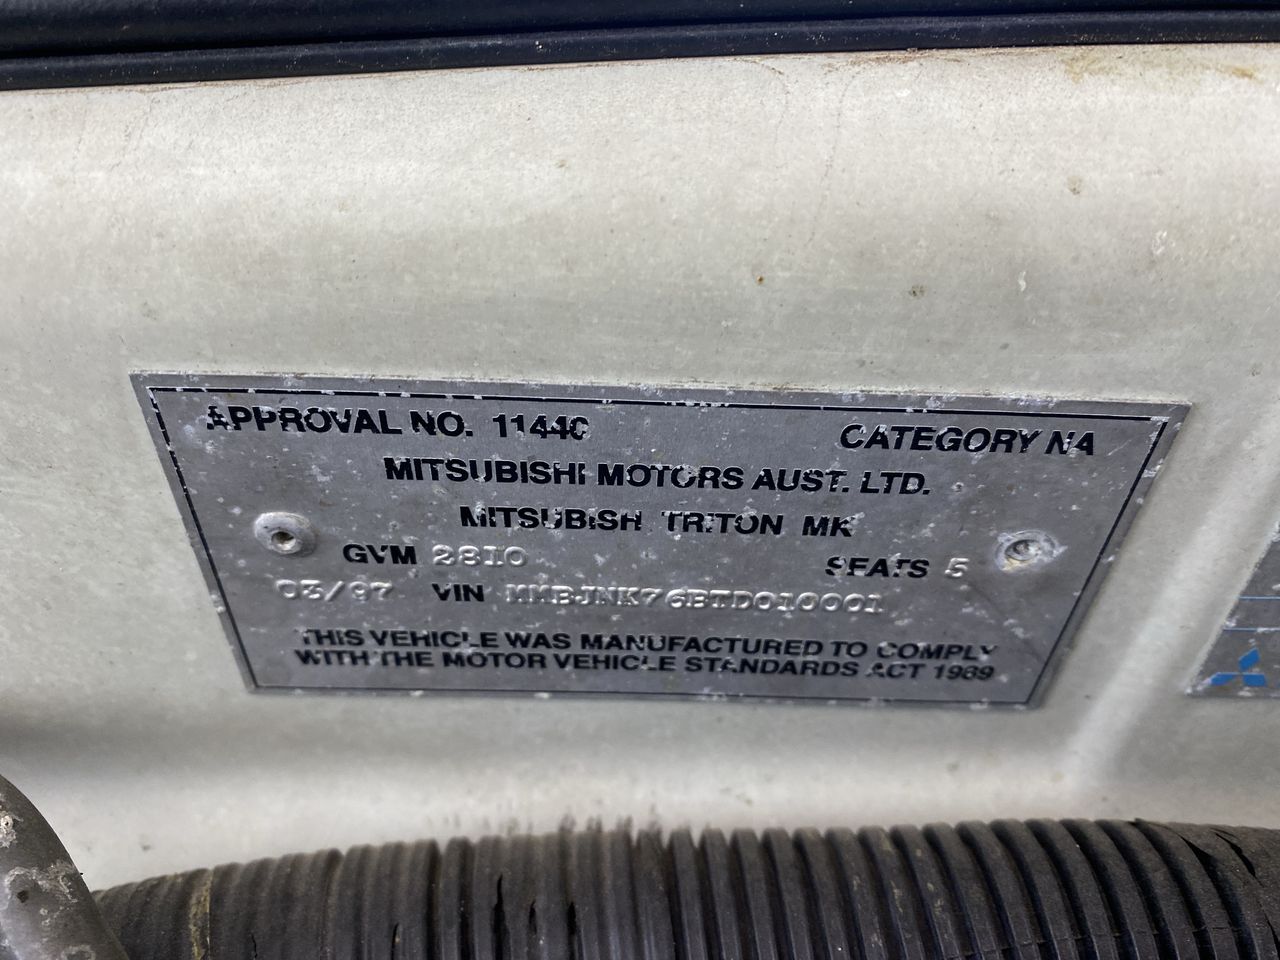 APPROVAL NO. 11440 CATEGORY NA
MITSUBISHI MOTORS AUST. LTD.
MITSUBISHI TRITON MK
GVM 2810 SEATS 5
03/97 VIN MMBJNK76BTD010001
THIS VEHICLE WAS MANUFACTURED TO COMPLY
WITH THE MOTOR VEHICLE STANDARDS ACT 1989